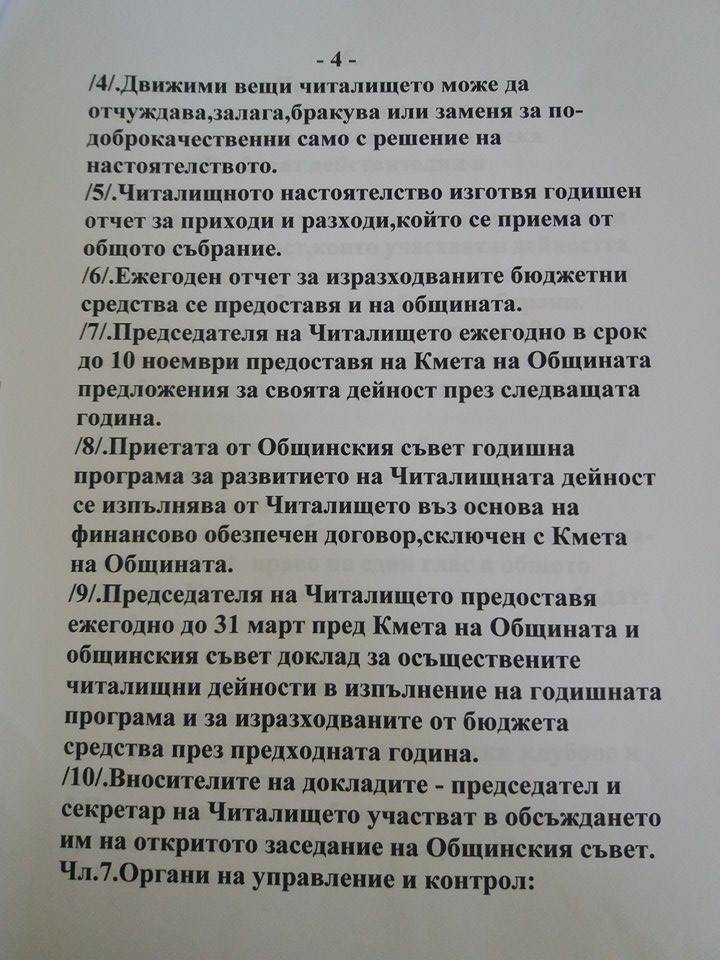 - 4 -
/4/.Движими вещи читалището може да
отчуждава,залага,бракува или заменя за по-
доброкачественни само с решение на
настоятелството.
/5/.Читалищното настоятелство изготвя годишен
отчет за приходи и разходи,който се приема от
общото събрание.
/6/.Ежегоден отчет за изразходваните бюджетни
средства се предоставя и на общината.
/7/.Председателя на Читалището ежегодно в срок
до 10 ноември предоставя на Кмета на Общината
предложения за своята дейност през следващата
година.
/8/.Приетата от Общинския съвет годишна
програма за развитието на Читалищната дейност
се изпълнява от Читалището въз основа на
финансово обезпечен договор,сключен с Кмета
на Общината.
/9/.Председателя на Читалището предоставя
ежегодно до 31 март пред Кмета на Общината и
общинския съвет доклад за осъществените
читалищни дейности в изпълнение на годишната
програма и за изразходваните от бюджета
средства през предходната година.
/10/.Вносителите на докладите - председател и
секретар на Читалището участват в обсъждането
им на откритото заседание на Общинския съвет.
Чл.7.Органи на управление и контрол: